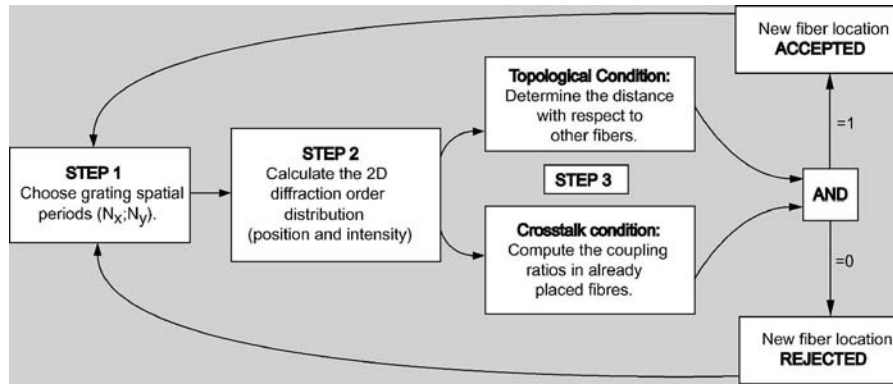 New fiber location
ACCEPTED
Topological Condition:
Determine the distance
with respect to
other fibers.
=1
STEP 1
Choose grating spatial
periods (Nx;Ny).
STEP 2
Calculate the 2D
diffraction order
distribution
(position and intensity)
STEP 3
AND
Crosstalk condition:
Compute the coupling
ratios in already
placed fibres.
=0
New fiber location
REJECTED